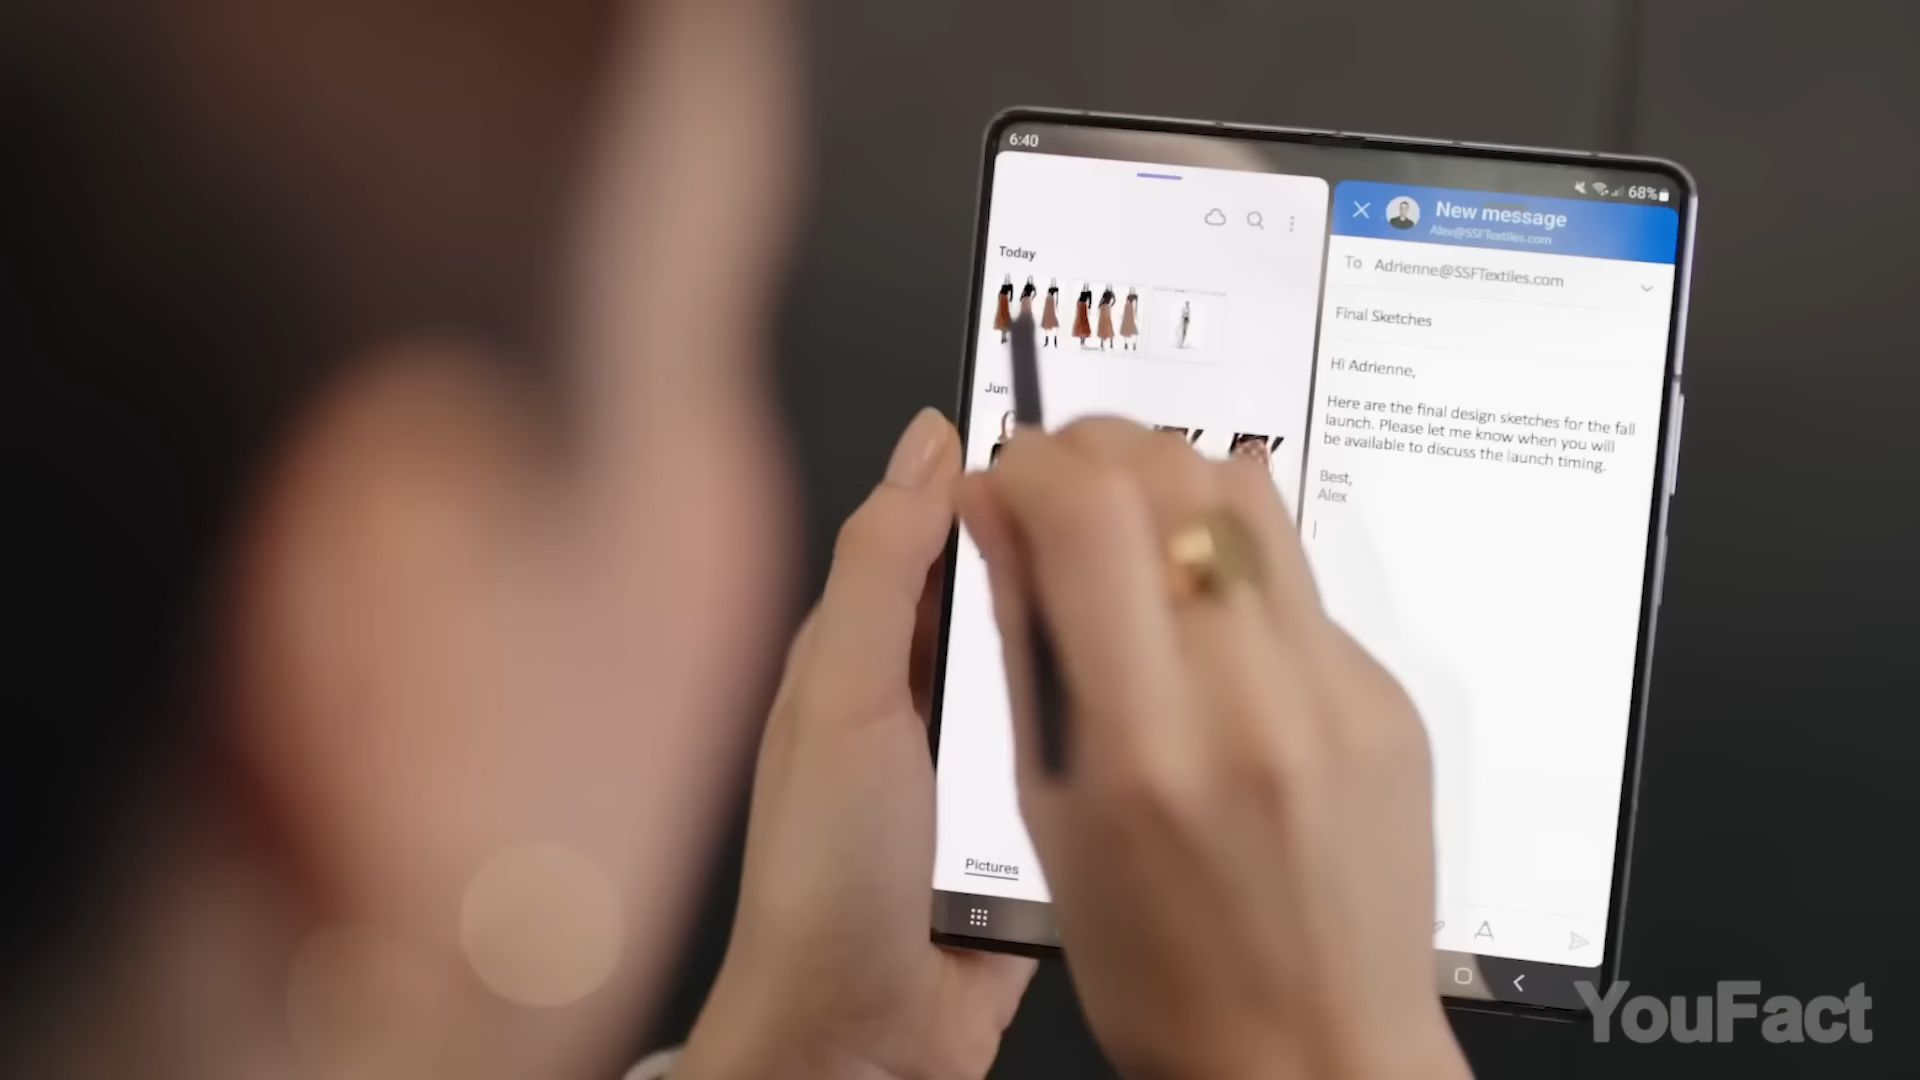 6:40
68%
Today
Jun
Pictures
New message
Alex@SSFTextiles.com
To Adrienne@SSFTextiles.com
Final Sketches
Hi Adrienne,
Here are the final design sketches for the fall
launch. Please let me know when you will
be available to discuss the launch timing.
Best,
Alex
YouFact